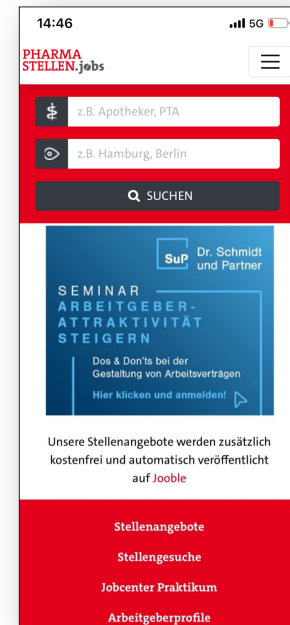 14:46
5G
PHARMA
STELLEN.jobs
z.B. Apotheker, PTA
z.B. Hamburg, Berlin
SUCHEN
SuP
Dr. Schmidt
und Partner
SEMINAR
ARBEITGEBER-
ATTRAKTIVITÄT
STEIGERN
Dos & Don'ts bei der
Gestaltung von Arbeitsverträgen
Hier klicken und anmelden!
Unsere Stellenangebote werden zusätzlich
kostenfrei und automatisch veröffentlicht
auf Jooble
Stellenangebote
Stellengesuche
Jobcenter Praktikum
Arbeitgeberprofile